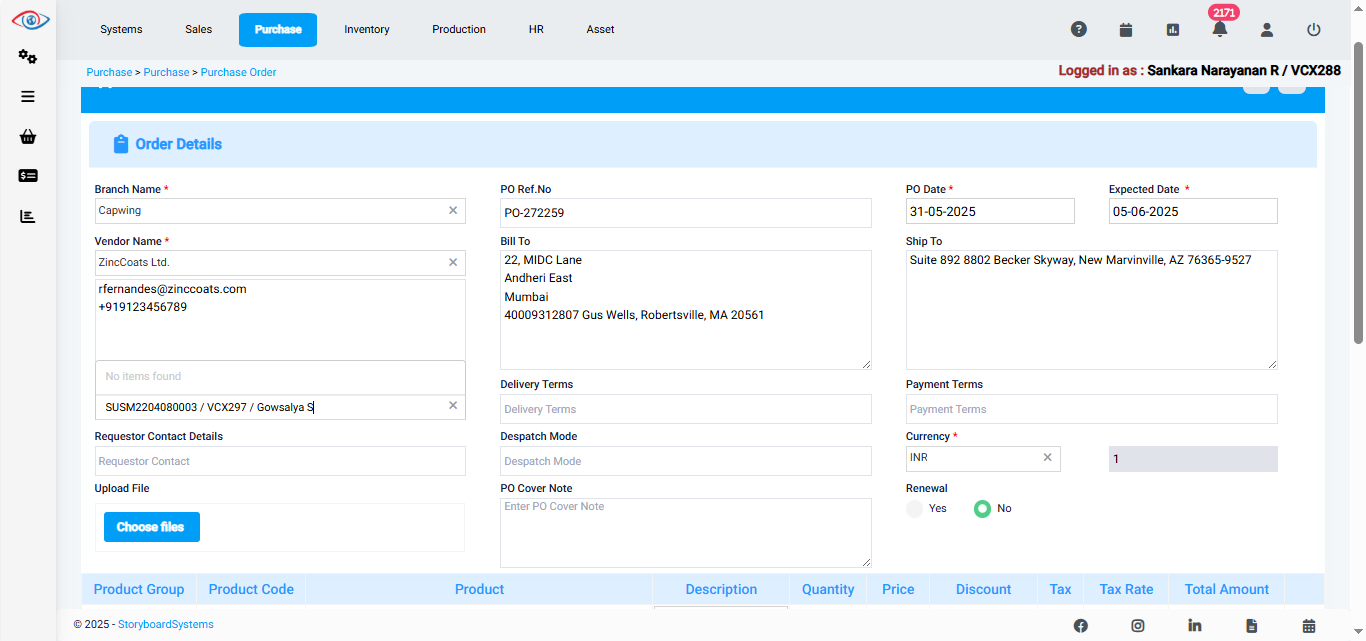 2171
Systems Sales Purchase Inventory Production HR Asset
Purchase > Purchase > Purchase Order
Logged in as : Sankara Narayanan R / VCX288
Order Details
Branch Name *
Capwing
PO Ref.No
PO-272259
PO Date *
31-05-2025
Expected Date *
05-06-2025
Vendor Name *
ZincCoats Ltd.
rfernandes@zinccoats.com
+919123456789
Bill To
22, MIDC Lane
Andheri East
Mumbai
40009312807 Gus Wells, Robertsville, MA 20561
Ship To
Suite 892 8802 Becker Skyway, New Marvinville, AZ 76365-9527
No items found
SUSM2204080003 / VCX297 / Gowsalya S
Delivery Terms
Delivery Terms
Payment Terms
Payment Terms
Requestor Contact Details
Requestor Contact
Despatch Mode
Despatch Mode
Currency *
INR
1
Upload File
Choose files
PO Cover Note
Enter PO Cover Note
Renewal
Yes No
Product Group Product Code Product Description Quantity Price Discount Tax Tax Rate Total Amount
© 2025 - StoryboardSystems